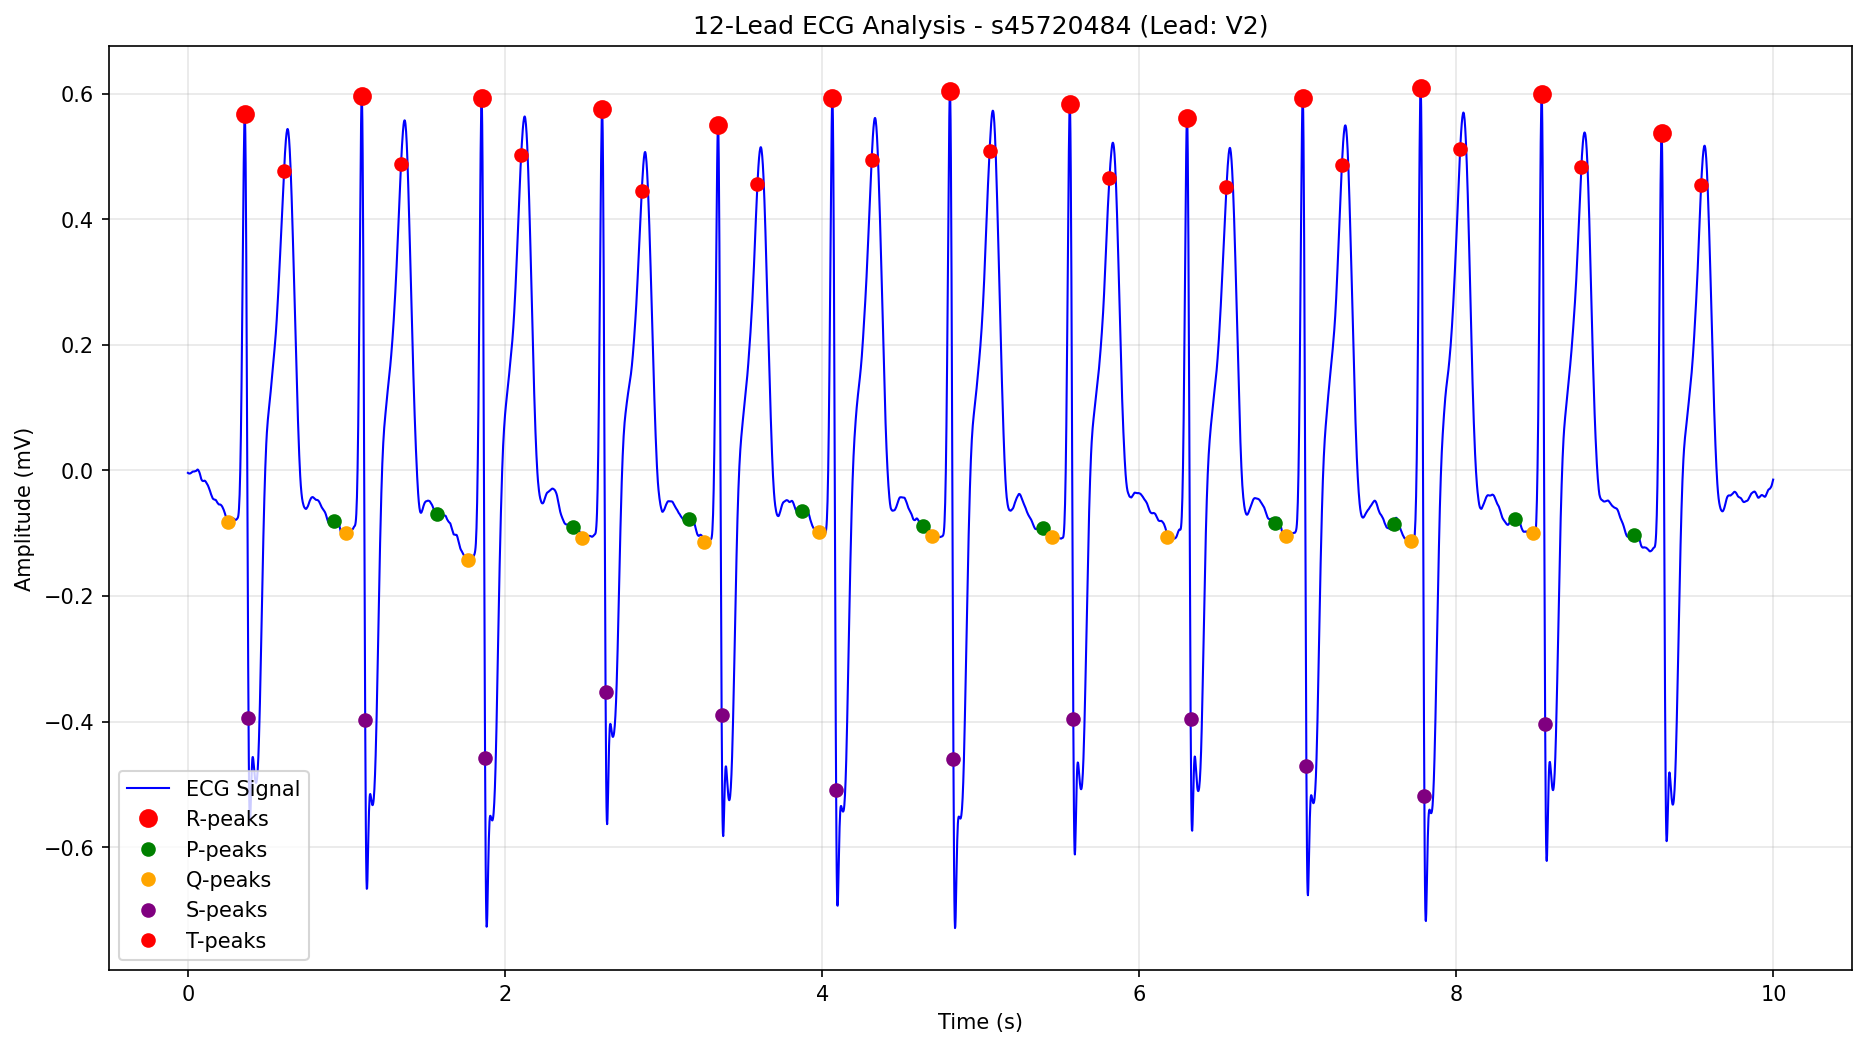 12-Lead ECG Analysis - s45720484 (Lead: V2)
Amplitude (mV)
0.6
0.4
0.2
0.0
−0.2
−0.4
−0.6
ECG Signal
R-peaks
P-peaks
Q-peaks
S-peaks
T-peaks
0 2 4 6 8 10
Time (s)